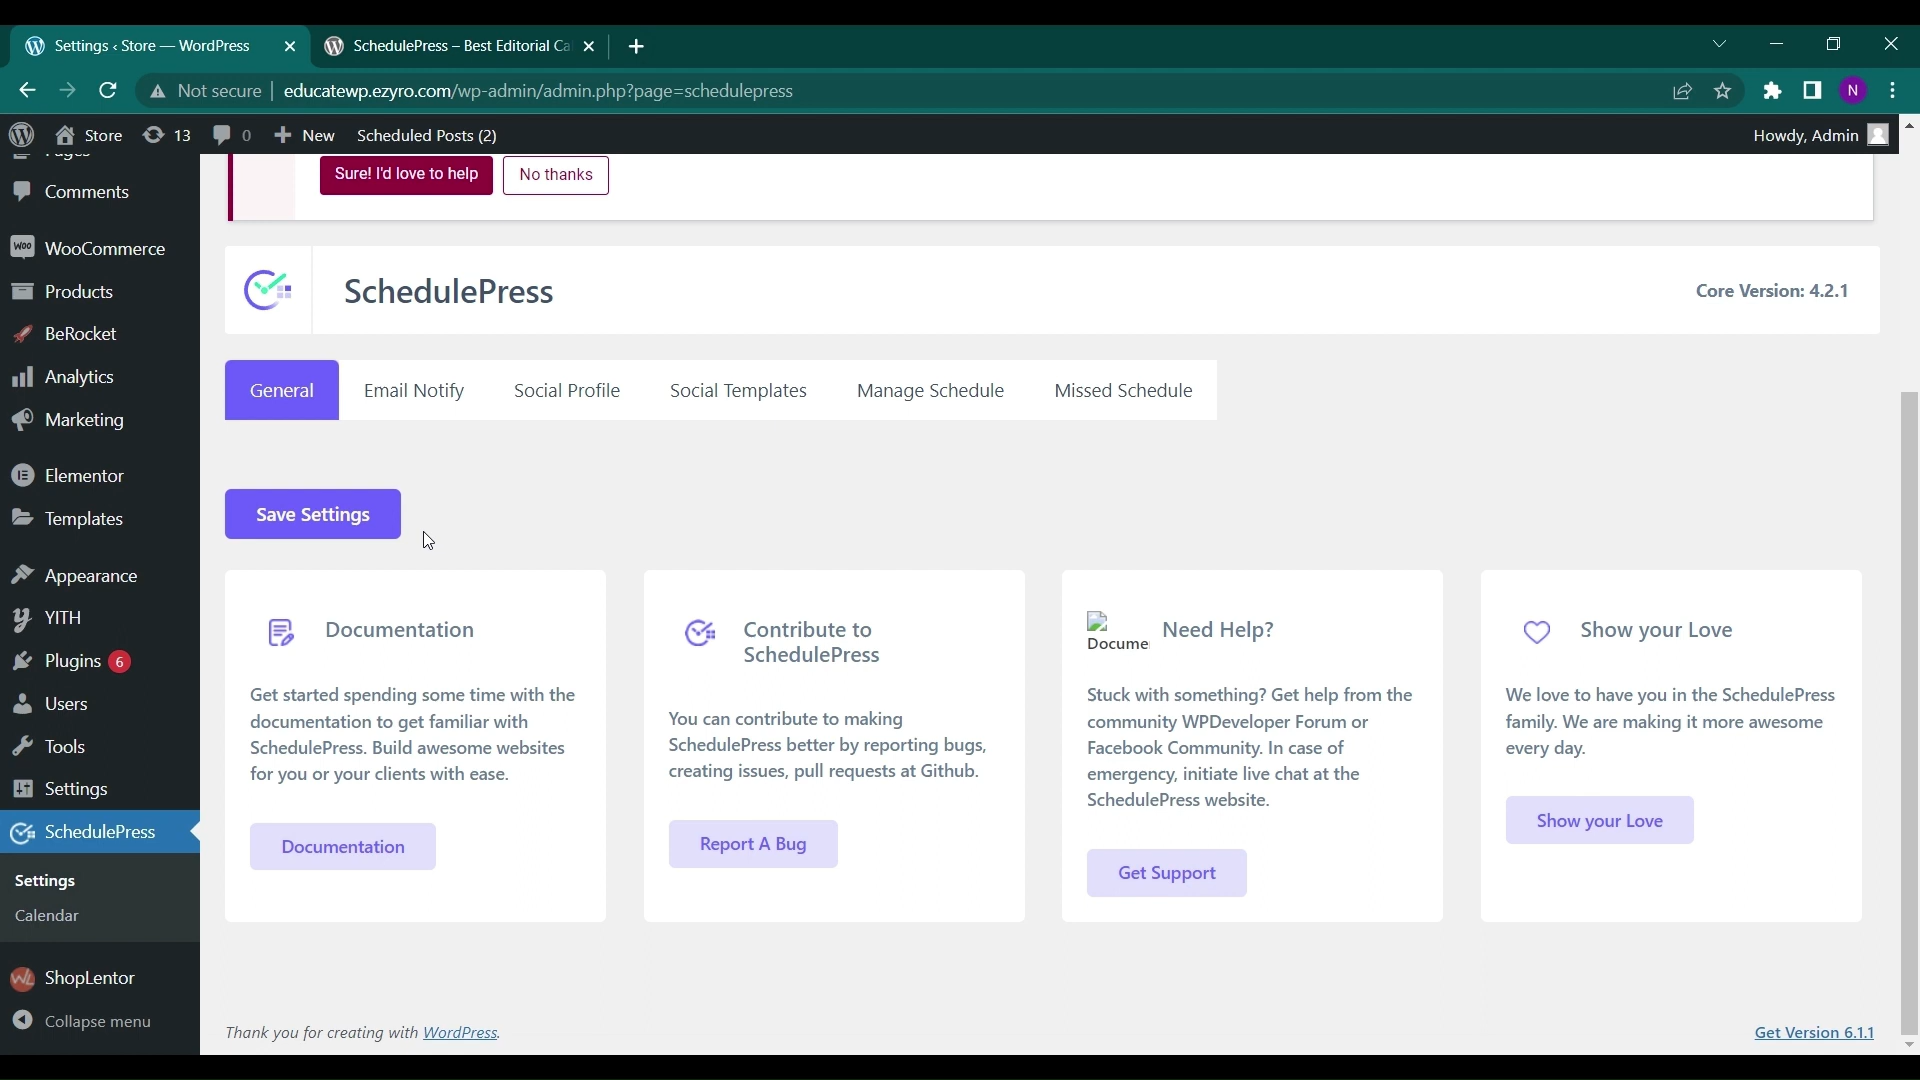 Settings ‹ Store — WordPress
SchedulePress – Best Editorial Ca
Not secure
educatewp.ezyro.com/wp-admin/admin.php?page=schedulepress
N
Store
13
0
New
Scheduled Posts (2)
Howdy, Admin
Pages
Comments
WooCommerce
Products
BeRocket
Analytics
Marketing
Elementor
Templates
Appearance
YITH
Plugins 6
Users
Tools
Settings
SchedulePress
Settings
Calendar
ShopLentor
Collapse menu
Sure! I'd love to help
No thanks
SchedulePress
Core Version: 4.2.1
General
Email Notify
Social Profile
Social Templates
Manage Schedule
Missed Schedule
Save Settings
Documentation
Get started spending some time with the
documentation to get familiar with
SchedulePress. Build awesome websites
for you or your clients with ease.
Documentation
Contribute to
SchedulePress
You can contribute to making
SchedulePress better by reporting bugs,
creating issues, pull requests at Github.
Report A Bug
Docume
Need Help?
Stuck with something? Get help from the
community WPDeveloper Forum or
Facebook Community. In case of
emergency, initiate live chat at the
SchedulePress website.
Get Support
Show your Love
We love to have you in the SchedulePress
family. We are making it more awesome
every day.
Show your Love
Thank you for creating with WordPress.
Get Version 6.1.1